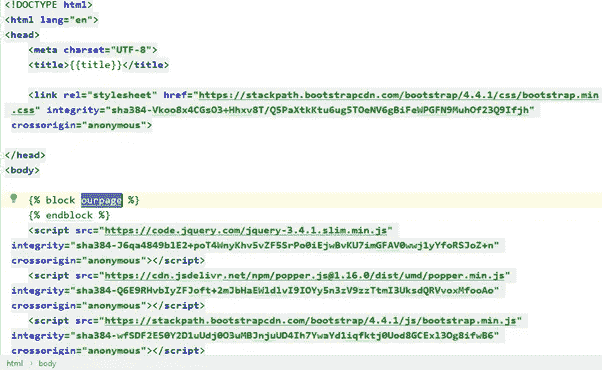 <!DOCTYPE html>
<html lang="en">
<head>
<meta charset="UTF-8">
<title>{{title}}</title>
<link rel="stylesheet" href="https://stackpath.bootstrapcdn.com/bootstrap/4.4.1/css/bootstrap.min
.css" integrity="sha384-Vkoo8x4CGsO3+Hhxv8T/Q5PaXtkKtu6ug5TOeNV6gBiFeWPGFN9MuhOf23Q9Ifjh"
crossorigin="anonymous">
</head>
<body>
{% block ourpage %}
{% endblock %}
<script src="https://code.jquery.com/jquery-3.4.1.slim.min.js"
integrity="sha384-J6qa4849blE2+poT4WnyKhv5vZF5SrPo0iEjwBvKU7imGFAV0wwj1yYfoRSJoZ+n"
crossorigin="anonymous"></script>
<script src="https://cdn.jsdelivr.net/npm/popper.js@1.16.0/dist/umd/popper.min.js"
integrity="sha384-Q6E9RHvbIyZFJoft+2mJbHaEWldlvI9IOYy5n3zV9zzTtmI3UksdQRVvoxMfooAo"
crossorigin="anonymous"></script>
<script src="https://stackpath.bootstrapcdn.com/bootstrap/4.4.1/js/bootstrap.min.js"
integrity="sha384-wfSDF2E50Y2D1uUdj0O3uMBJnjuUD4Ih7YwaYd1iqfktj0Uod8GCExl3Og8ifwB6"
crossorigin="anonymous"></script>
html › body